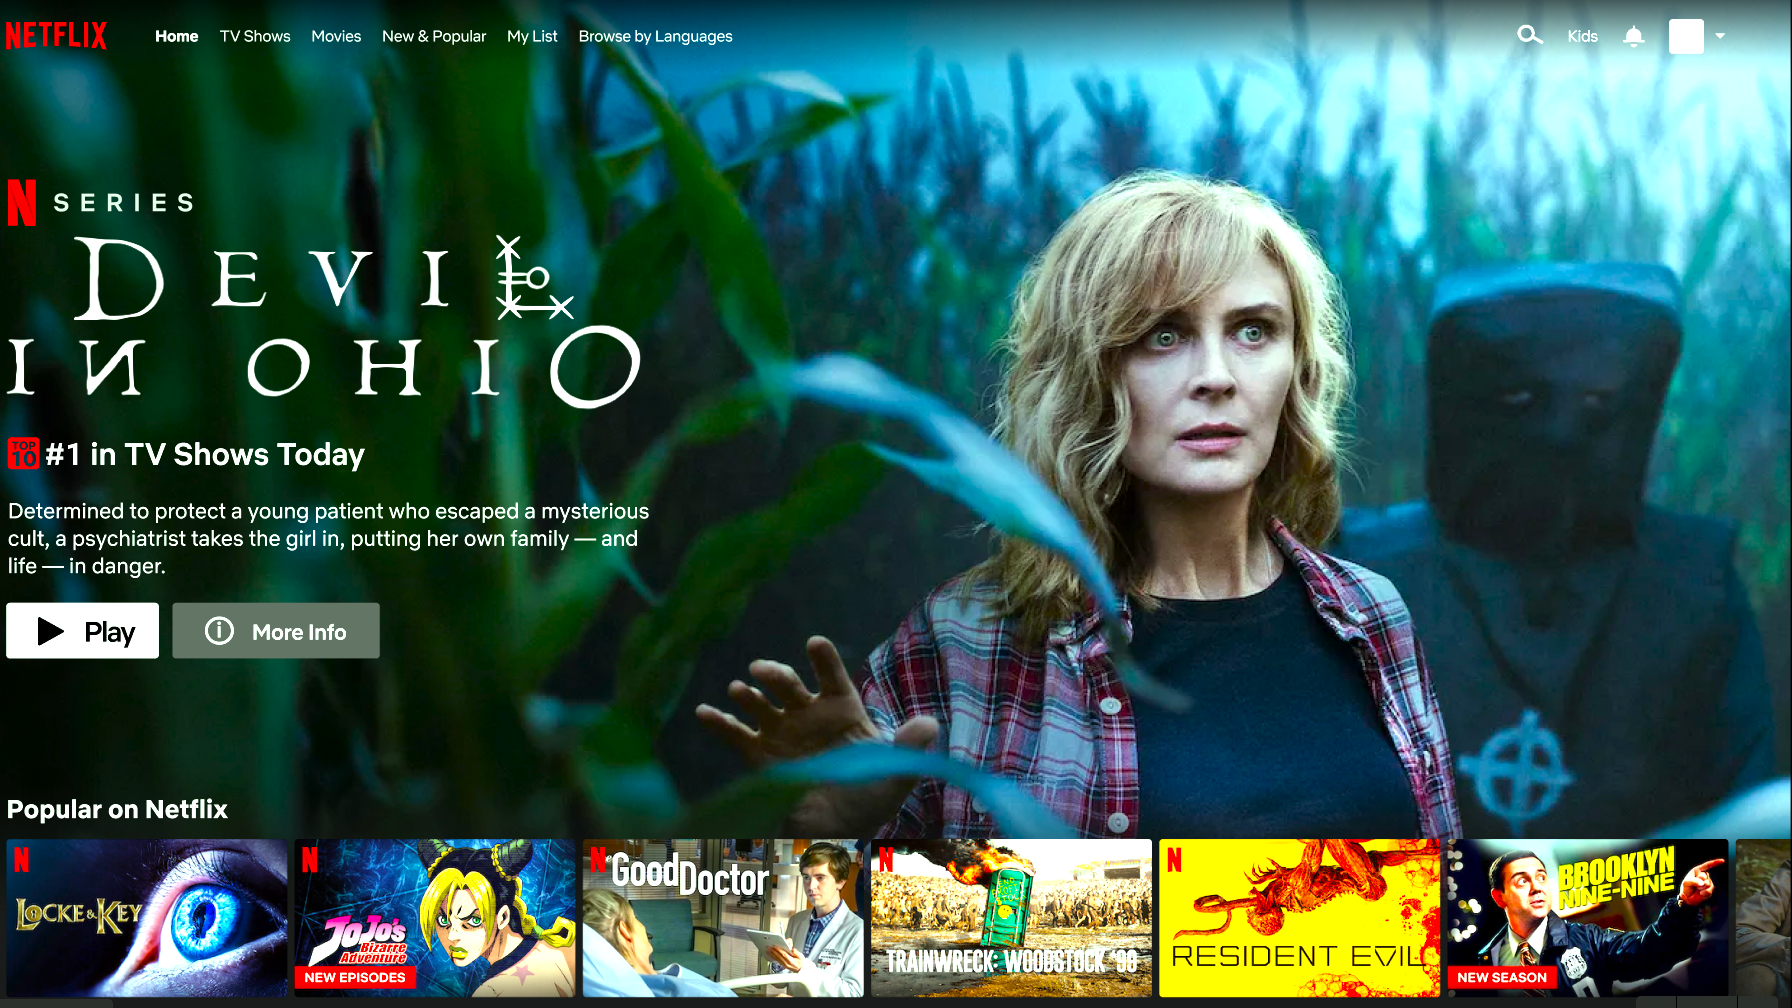 NETFLIX
Home TV Shows Movies New & Popular My List Browse by Languages
Kids
N SERIES
DEVIL
IN OHIO
TOP 10 #1 in TV Shows Today
Determined to protect a young patient who escaped a mysterious
cult, a psychiatrist takes the girl in, putting her own family — and
life — in danger.
Play
More Info
Popular on Netflix
N
LOCKE & KEY
N
JOJO'S
Bizarre
Adventure
NEW EPISODES
N
The Good Doctor
N
TRAINWRECK: WOODSTOCK '99
N
RESIDENT EVIL
BROOKLYN
NINE-NINE
NEW SEASON